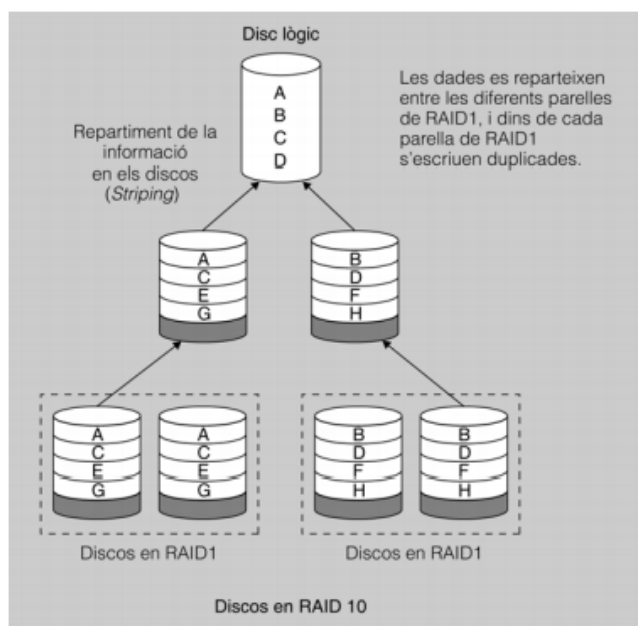 Disc lògic
A
B
C
D
Les dades es reparteixen
entre les diferents parelles
de RAID1, i dins de cada
parella de RAID1
s'escriuen duplicades.
Repartiment de la
informació
en els discos
(Striping)
A
C
E
G
B
D
F
H
A
C
E
G
A
C
E
G
B
D
F
H
B
D
F
H
Discos en RAID1
Discos en RAID1
Discos en RAID 10